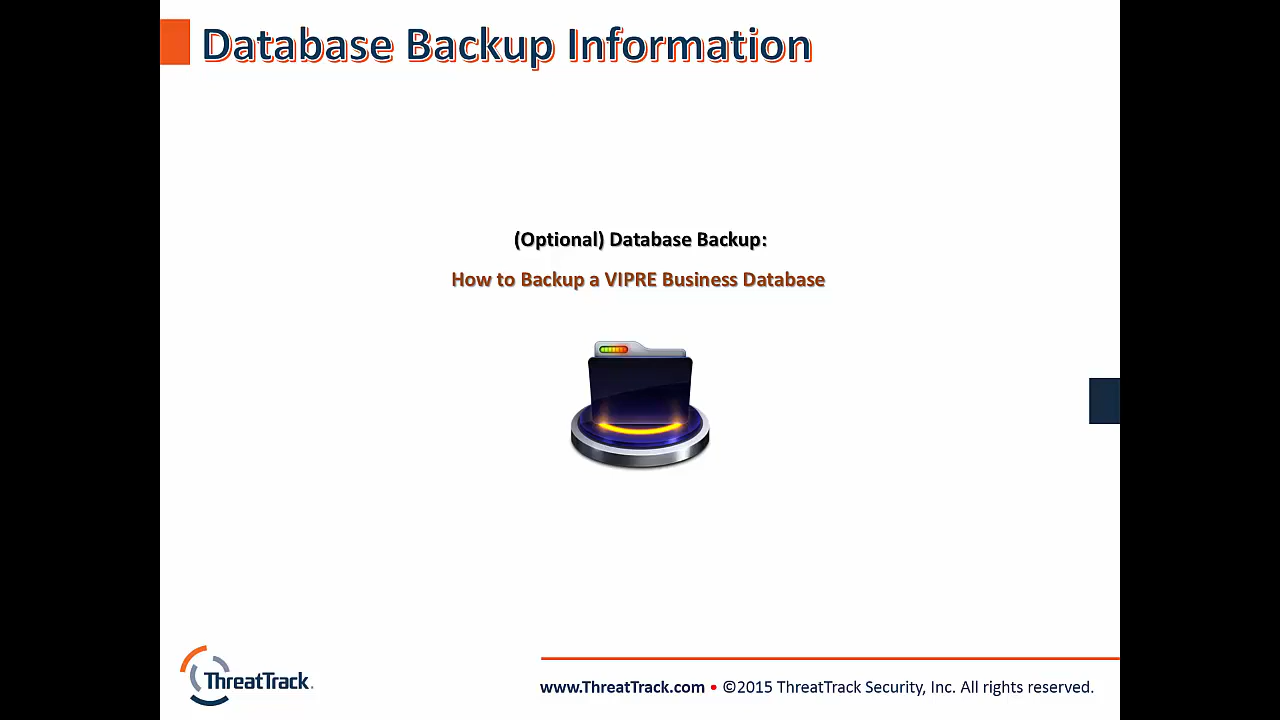 Database Backup Information
(Optional) Database Backup:
How to Backup a VIPRE Business Database
ThreatTrack.
www.ThreatTrack.com • ©2015 ThreatTrack Security, Inc. All rights reserved.